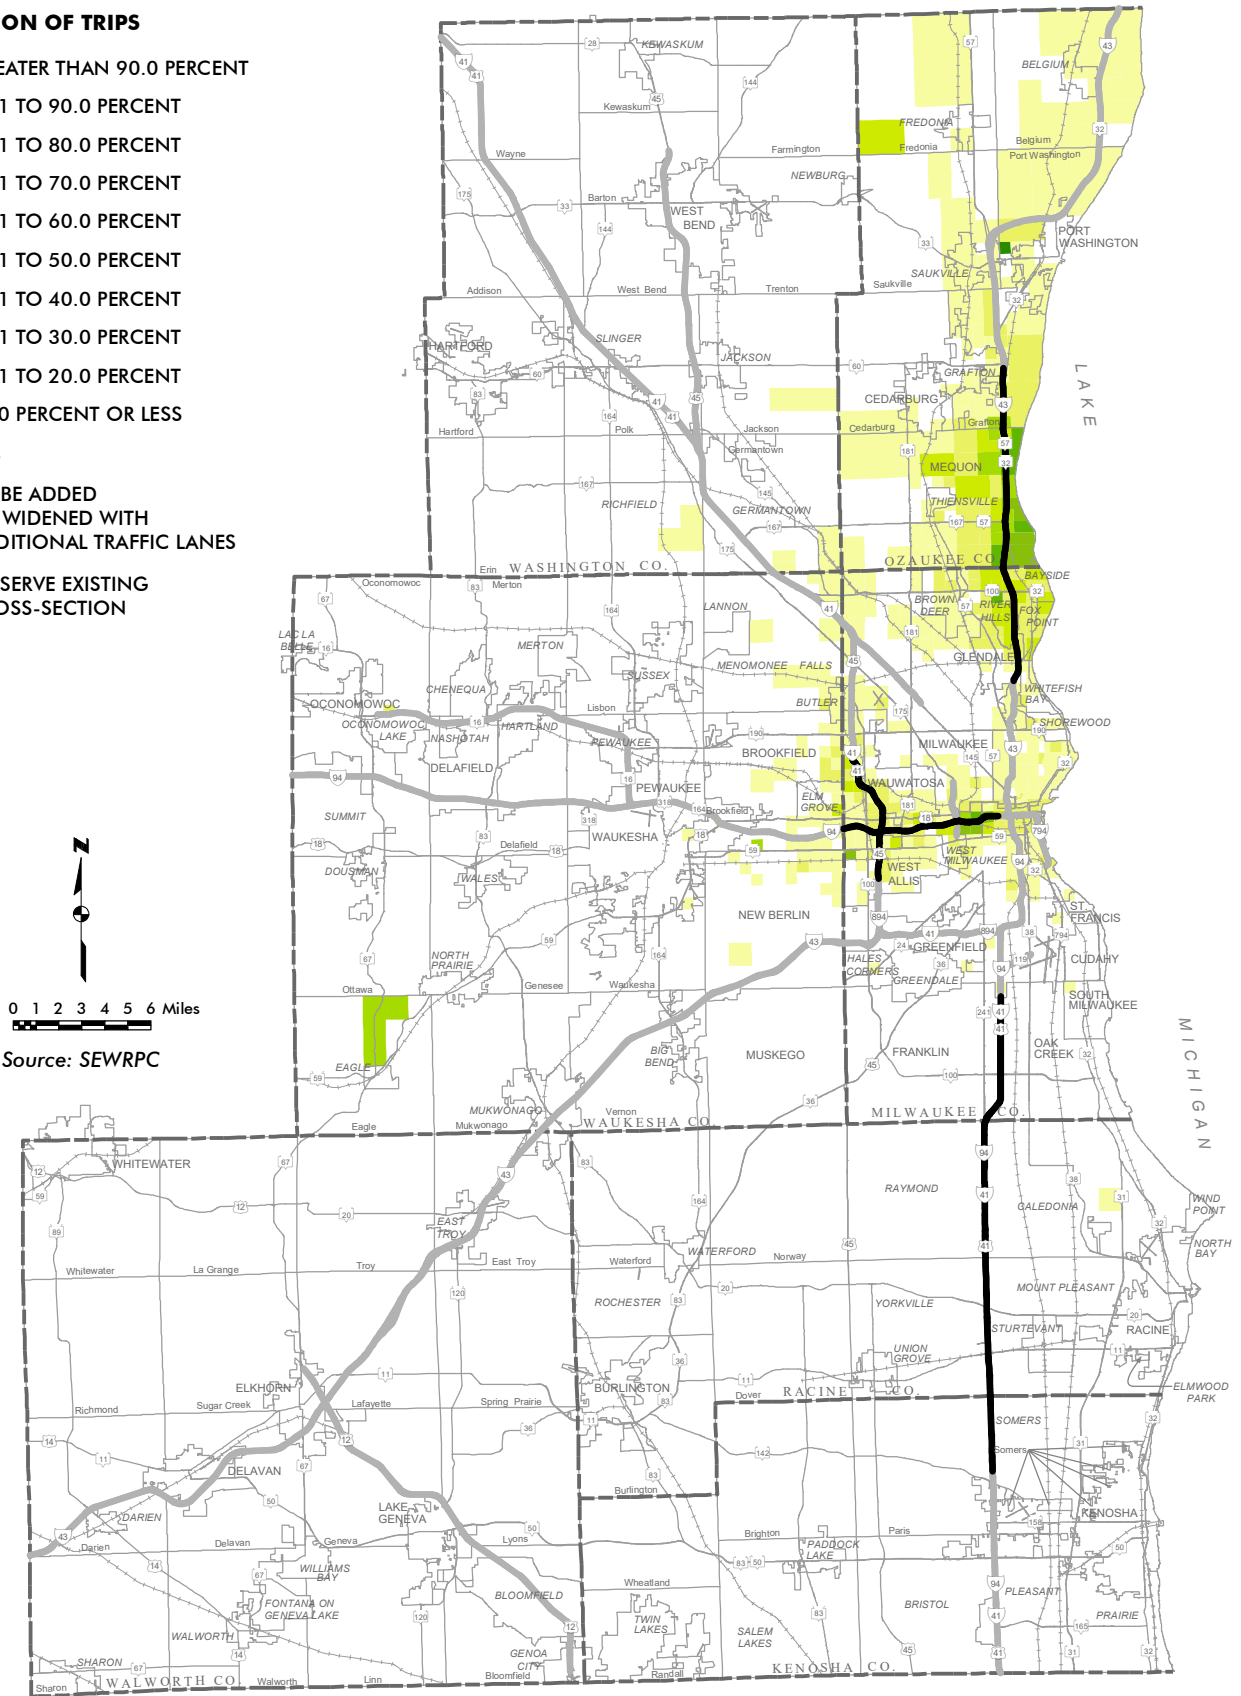 ON OF TRIPS
EATER THAN 90.0 PERCENT
1 TO 90.0 PERCENT
1 TO 80.0 PERCENT
1 TO 70.0 PERCENT
1 TO 60.0 PERCENT
1 TO 50.0 PERCENT
1 TO 40.0 PERCENT
1 TO 30.0 PERCENT
1 TO 20.0 PERCENT
0 PERCENT OR LESS
BE ADDED
WIDENED WITH
DITIONAL TRAFFIC LANES
SERVE EXISTING
OSS-SECTION
N
0 1 2 3 4 5 6 Miles
Source: SEWRPC
KEWASKUM
Kewaskum
Wayne
Barton
WEST
BEND
Farmington
NEWBURG
Addison
West Bend
Trenton
HARTFORD
SLINGER
JACKSON
Hartford
Polk
Jackson
Germantown
RICHFIELD
GERMANTOWN
Erin
WASHINGTON CO.
BELGIUM
FREDONIA
Fredonia
Belgium
Port Washington
PORT
WASHINGTON
SAUKVILLE
Saukville
GRAFTON
CEDARBURG
Cedarburg
Grafton
MEQUON
THIENSVILLE
OZAUKEE CO.
LAKE
MICHIGAN
BAYSIDE
BROWN
DEER
RIVER
HILLS
FOX
POINT
GLENDALE
WHITEFISH
BAY
SHOREWOOD
MILWAUKEE
WAUWATOSA
WEST
MILWAUKEE
WEST
ALLIS
ST.
FRANCIS
GREENFIELD
CUDAHY
HALES
CORNERS
GREENDALE
SOUTH
MILWAUKEE
FRANKLIN
OAK
CREEK
MILWAUKEE CO.
Oconomowoc
Merton
LAC LA
BELLE
MERTON
LANNON
MENOMONEE FALLS
SUSSEX
BUTLER
CHENEQUA
OCONOMOWOC
OCONOMOWOC
LAKE
NASHOTAH
HARTLAND
Lisbon
PEWAUKEE
BROOKFIELD
DELAFIELD
PEWAUKEE
ELM
GROVE
Brookfield
SUMMIT
WAUKESHA
Delafield
DOUSMAN
WALES
NEW BERLIN
NORTH
PRAIRIE
Ottawa
Genesee
Waukesha
EAGLE
BIG
BEND
MUSKEGO
MUKWONAGO
Vernon
Eagle
Mukwonago
WAUKESHA CO
WHITEWATER
EAST
TROY
Whitewater
La Grange
Troy
East Troy
ELKHORN
Richmond
Sugar Creek
Lafayette
Spring Prairie
DELAVAN
DARIEN
LAKE
GENEVA
Darien
Delavan
Geneva
Lyons
WILLIAMS
BAY
FONTANA ON
GENEVA LAKE
BLOOMFIELD
WALWORTH
SHARON
GENOA
CITY
Sharon
WALWORTH CO.
Walworth
Linn
Bloomfield
RAYMOND
CALEDONIA
WIND
POINT
NORTH
BAY
WATERFORD
Waterford
Norway
ROCHESTER
MOUNT PLEASANT
YORKVILLE
STURTEVANT
RACINE
UNION
GROVE
BURLINGTON
ELMWOOD
PARK
Dover
RACINE CO.
Burlington
SOMERS
Somers
KENOSHA
Brighton
Paris
PADDOCK
LAKE
Wheatland
PLEASANT
PRAIRIE
BRISTOL
TWIN
LAKES
SALEM
LAKES
Randall
KENOSHA CO.